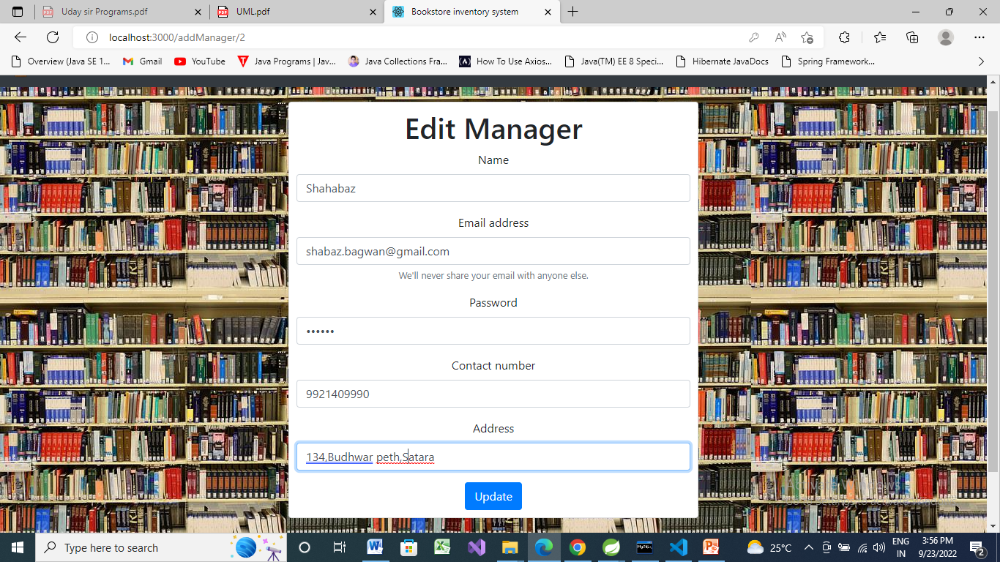 Uday sir Programs.pdf
UML.pdf
Bookstore inventory system
localhost:3000/addManager/2
Overview (Java SE 1...
Gmail
YouTube
Java Programs | Jav...
Java Collections Fra...
How To Use Axios...
Java(TM) EE 8 Speci...
Hibernate JavaDocs
Spring Framework...
Edit Manager
Name
Shahabaz
Email address
shabaz.bagwan@gmail.com
We'll never share your email with anyone else.
Password
••••••
Contact number
9921409990
Address
134,Budhwar peth,Satara
Update
Type here to search
25°C
ENG
IN
3:56 PM
9/23/2022
2